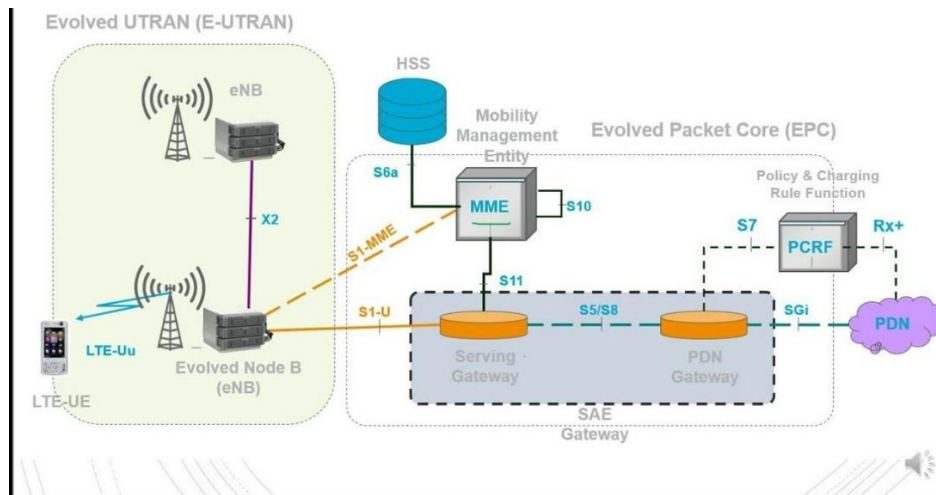 Evolved UTRAN (E-UTRAN)
eNB
X2
LTE-Uu
LTE-UE
Evolved Node B
(eNB)
HSS
S6a
Mobility
Management
Entity
MME
S10
S1-MME
S11
S1-U
Evolved Packet Core (EPC)
Policy & Charging
Rule Function
S7
PCRF
Rx+
S5/S8
SGi
PDN
Serving
Gateway
PDN
Gateway
SAE
Gateway